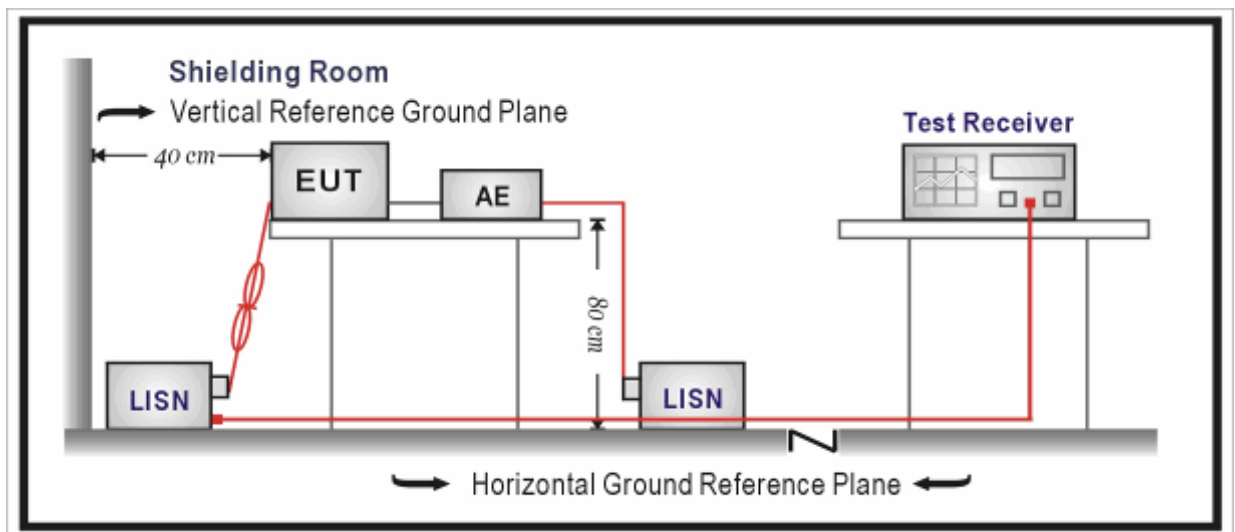 Shielding Room
Vertical Reference Ground Plane
Test Receiver
40 cm
EUT
AE
80 cm
LISN
LISN
Horizontal Ground Reference Plane